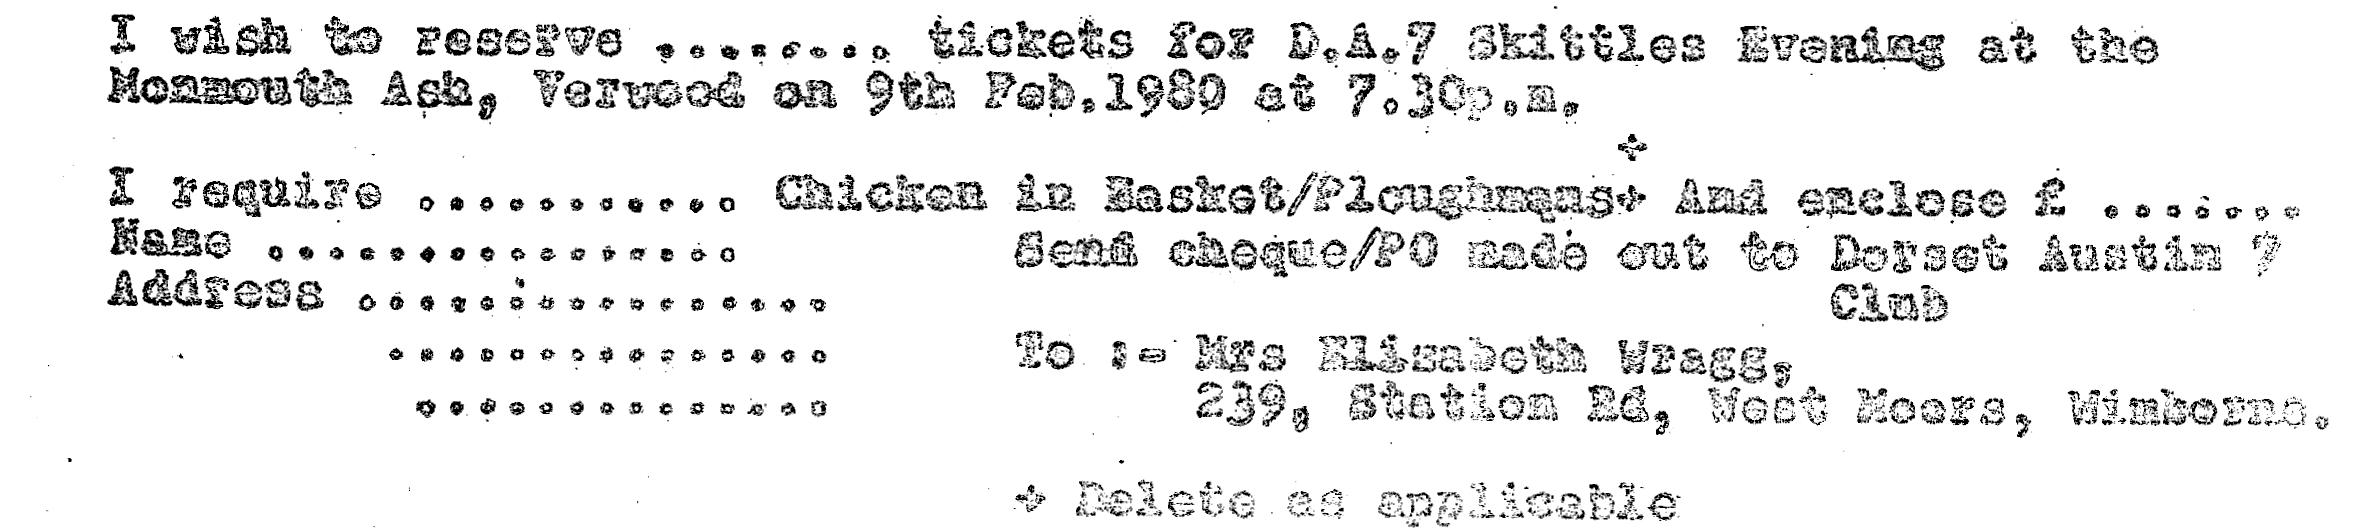 I wish to reserve ........ tickets for D.A.7 Skittles Evening at the
Monmouth Ash, Verwood on 9th Feb.1980 at 7.30p.m.
+
I require ........... Chicken in Basket/Ploughmans+ And enclose £ .......
Name ................ Send cheque/PO made out to Dorset Austin 7
Address ................ Club
............... To :- Mrs Elizabeth Wragg,
.............. 239, Station Rd, West Moors, Wimborne.
+ Delete as applicable